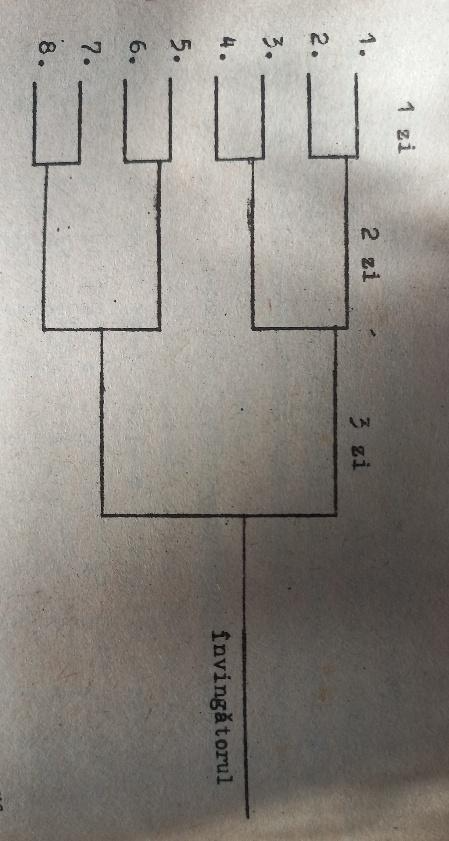 1 zi
2 zi
3 zi
1.
2.
3.
4.
5.
6.
7.
8.
învingătorul